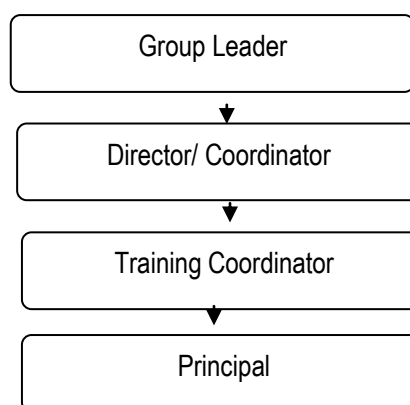 Group Leader
Director/ Coordinator
Training Coordinator
Principal